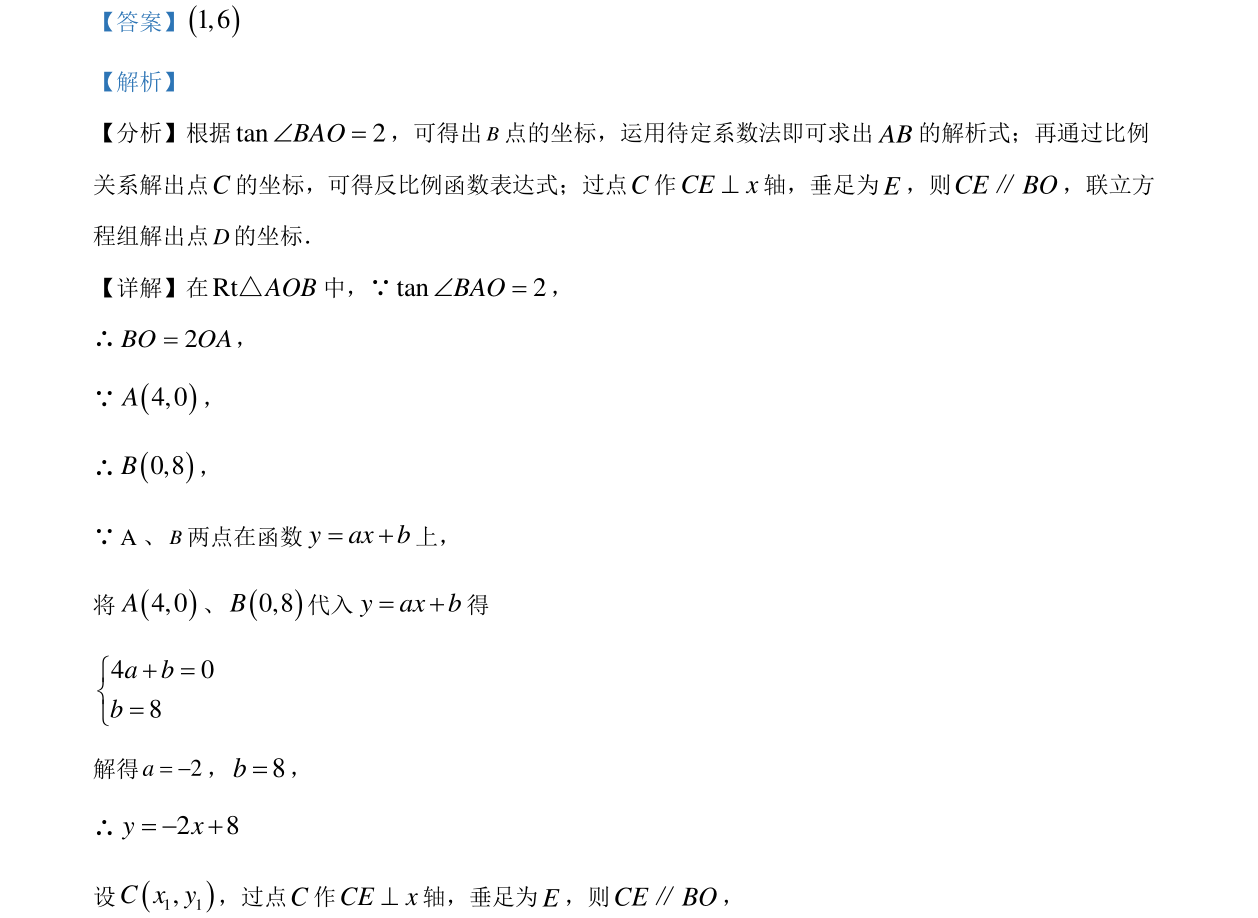 【答案】(1,6)
【解析】
【分析】根据 tan∠BAO = 2，可得出 B 点的坐标，运用待定系数法即可求出 AB 的解析式；再通过比例
关系解出点 C 的坐标，可得反比例函数表达式；过点 C 作 CE ⊥ x 轴，垂足为 E，则 CE ∥ BO，联立方
程组解出点 D 的坐标．
【详解】在 Rt△AOB 中，∵ tan∠BAO = 2，
∴ BO = 2OA，
∵ A(4,0)，
∴ B(0,8)，
∵ A 、 B 两点在函数 y = ax + b 上，
将 A(4,0) 、 B(0,8) 代入 y = ax + b 得
{4a + b = 0
b = 8
解得 a = −2，b = 8，
∴ y = −2x + 8
设 C(x₁, y₁)，过点 C 作 CE ⊥ x 轴，垂足为 E，则 CE ∥ BO，